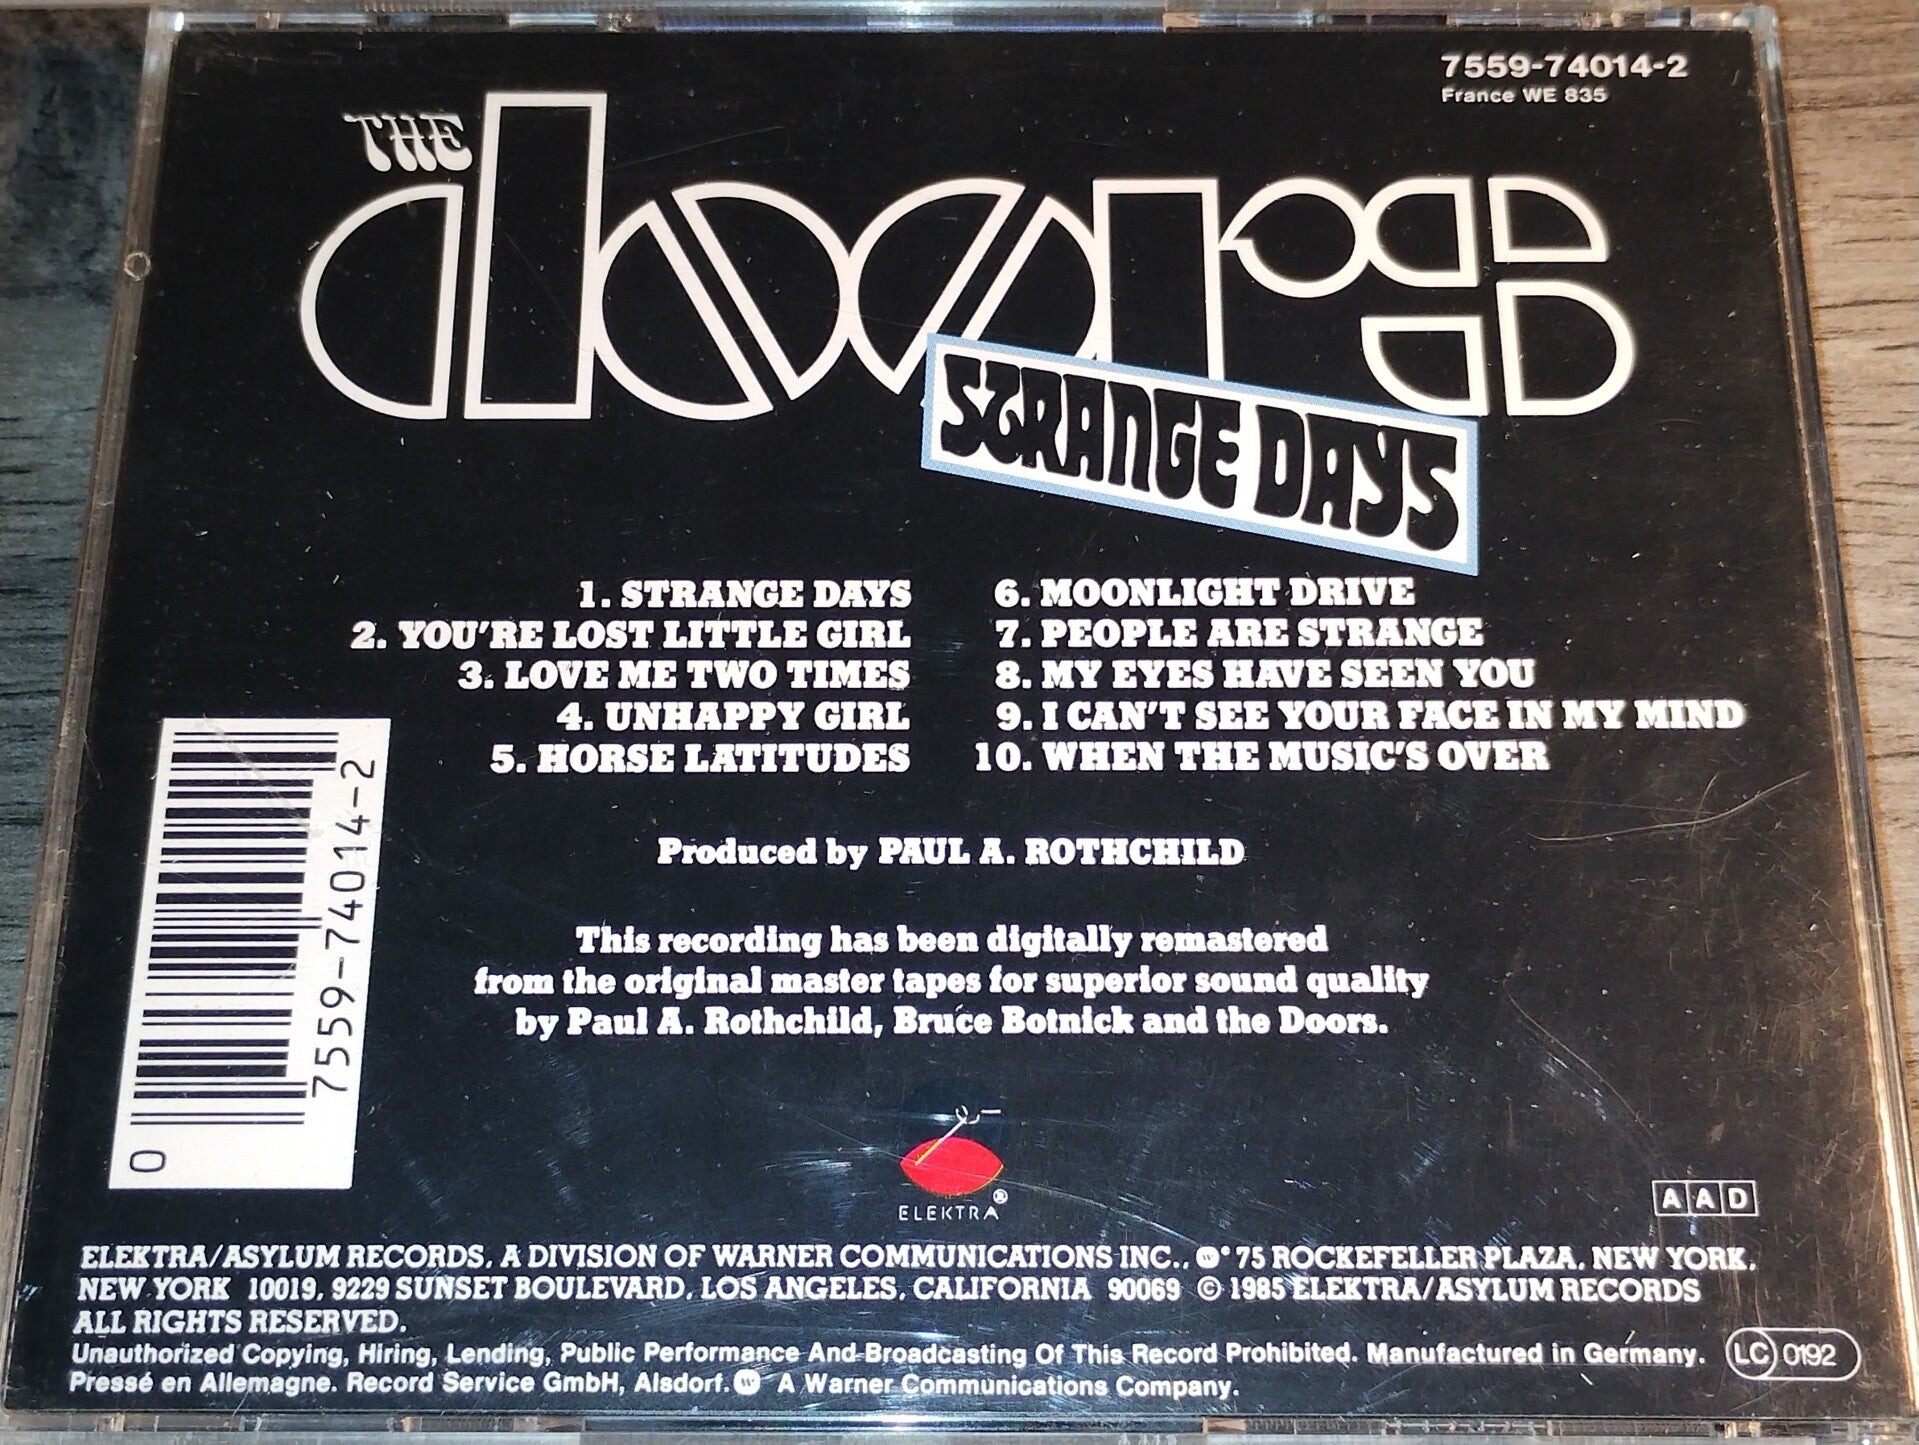 7559-74014-2
France WE 835
THE
doors
STRANGE DAYS
1. STRANGE DAYS
2. YOU'RE LOST LITTLE GIRL
3. LOVE ME TWO TIMES
4. UNHAPPY GIRL
5. HORSE LATITUDES
6. MOONLIGHT DRIVE
7. PEOPLE ARE STRANGE
8. MY EYES HAVE SEEN YOU
9. I CAN'T SEE YOUR FACE IN MY MIND
10. WHEN THE MUSIC'S OVER
0
7559-74014-2
Produced by PAUL A. ROTHCHILD
This recording has been digitally remastered
from the original master tapes for superior sound quality
by Paul A. Rothchild, Bruce Botnick and the Doors.
ELEKTRA®
AAD
ELEKTRA/ASYLUM RECORDS, A DIVISION OF WARNER COMMUNICATIONS INC., 75 ROCKEFELLER PLAZA, NEW YORK,
NEW YORK 10019, 9229 SUNSET BOULEVARD, LOS ANGELES, CALIFORNIA 90069 © 1985 ELEKTRA/ASYLUM RECORDS
ALL RIGHTS RESERVED.
Unauthorized Copying, Hiring, Lending, Public Performance And Broadcasting Of This Record Prohibited. Manufactured in Germany.
Pressé en Allemagne. Record Service GmbH, Alsdorf. A Warner Communications Company.
LC 0192